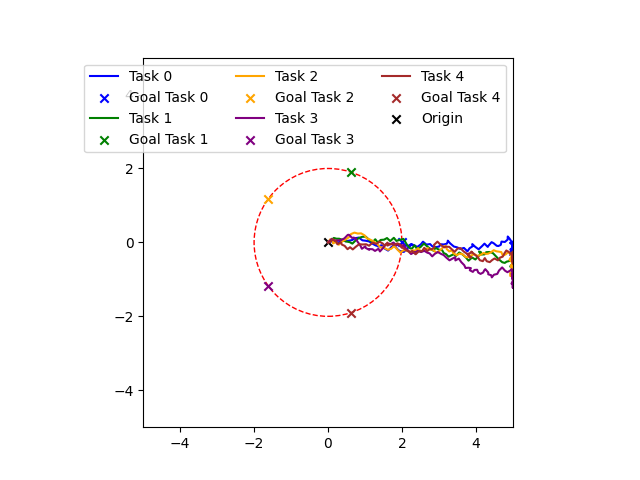 Task 0
Goal Task 0
Task 1
Goal Task 1
Task 2
Goal Task 2
Task 3
Goal Task 3
Task 4
Goal Task 4
Origin
4
2
0
−2
−4
−4
−2
0
2
4